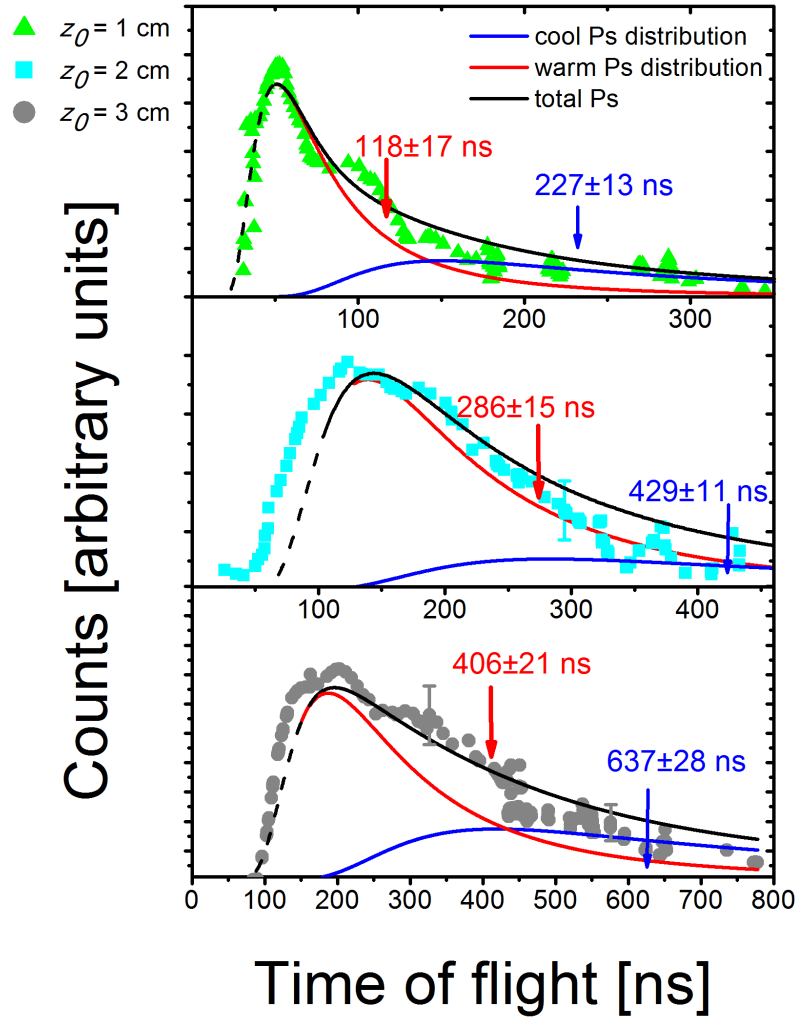 z0 = 1 cm
z0 = 2 cm
z0 = 3 cm
cool Ps distribution
warm Ps distribution
total Ps
118±17 ns
227±13 ns
100 200 300
286±15 ns
429±11 ns
100 200 300 400
406±21 ns
637±28 ns
0 100 200 300 400 500 600 700 800
Counts [arbitrary units]
Time of flight [ns]